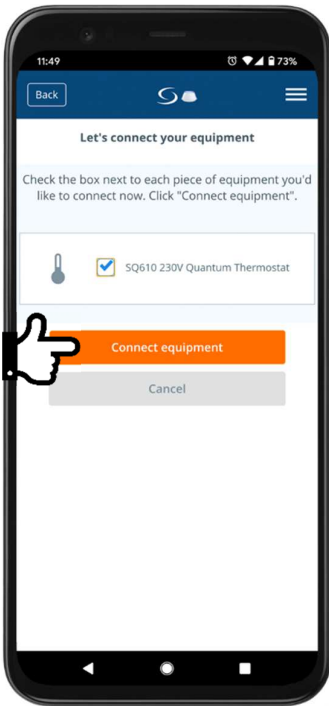 11:49
73%
Back
Let's connect your equipment
Check the box next to each piece of equipment you'd
like to connect now. Click "Connect equipment".
SQ610 230V Quantum Thermostat
Connect equipment
Cancel